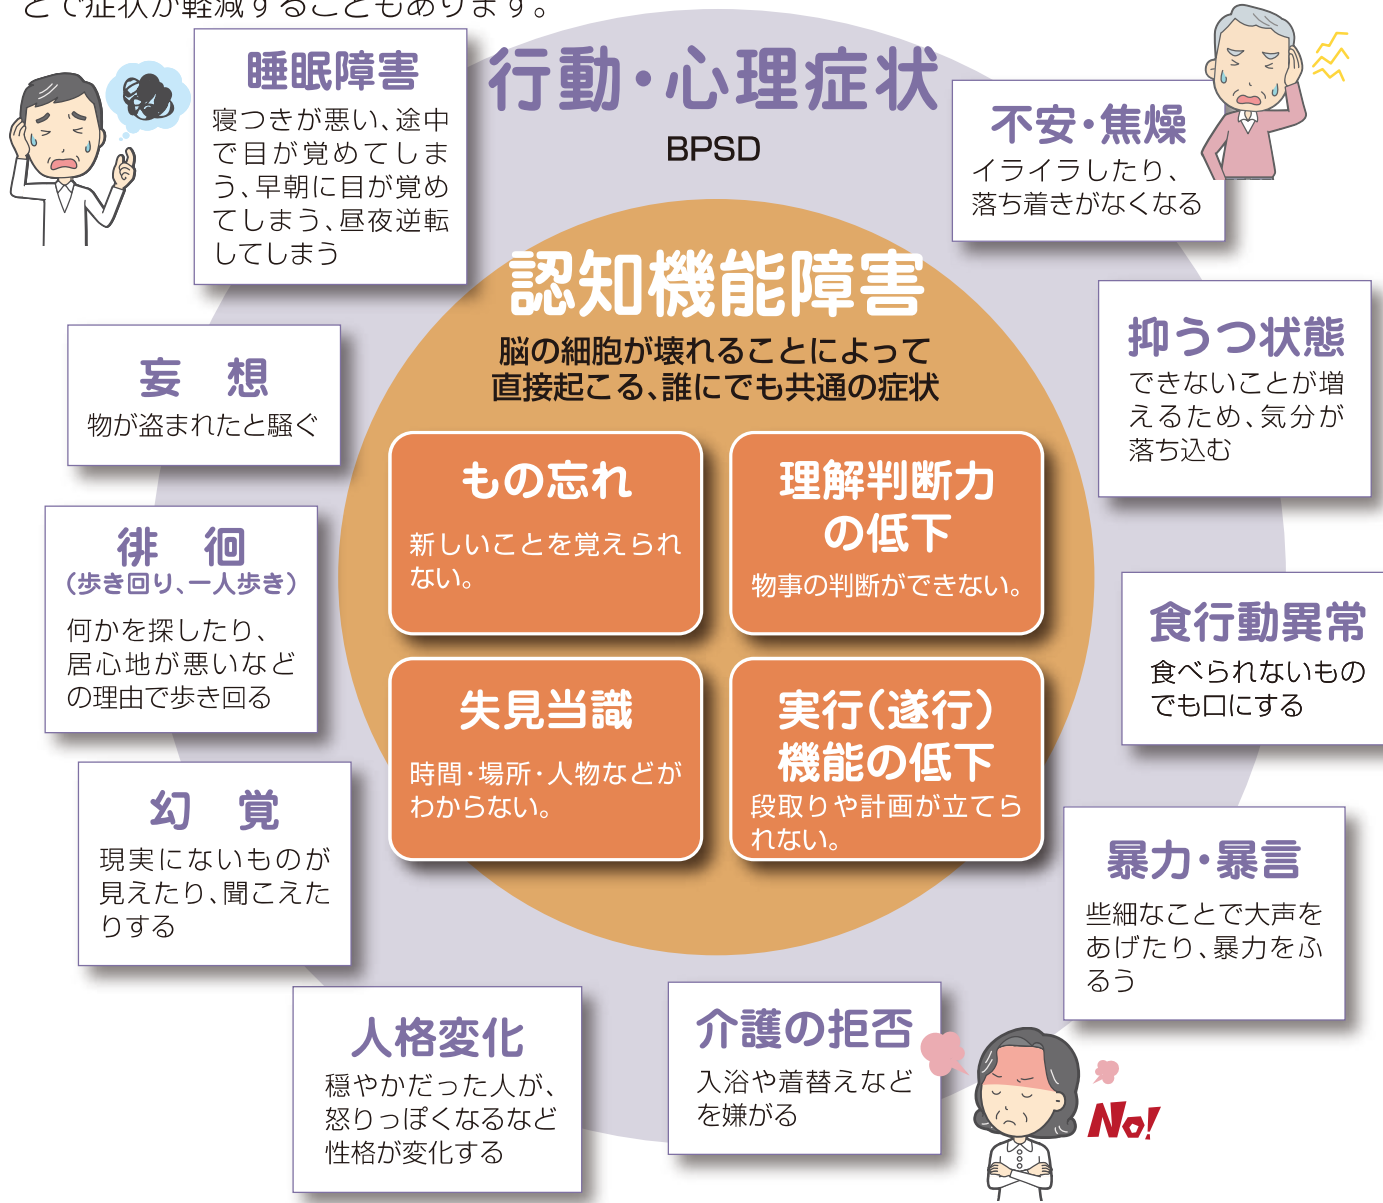 とで症状が軽減することもあります。
行動・心理症状
BPSD
睡眠障害
寝つきが悪い、途中
で目が覚めてしま
う、早朝に目が覚め
てしまう、昼夜逆転
してしまう
不安・焦燥
イライラしたり、
落ち着きがなくなる
認知機能障害
脳の細胞が壊れることによって
直接起こる、誰にでも共通の症状
妄　想
物が盗まれたと騒ぐ
抑うつ状態
できないことが増
えるため、気分が
落ち込む
もの忘れ
新しいことを覚えられ
ない。
理解判断力
の低下
物事の判断ができない。
徘　徊
(歩き回り、一人歩き)
何かを探したり、
居心地が悪いなど
の理由で歩き回る
食行動異常
食べられないもの
でも口にする
失見当識
時間・場所・人物などが
わからない。
実行(遂行)
機能の低下
段取りや計画が立てら
れない。
幻　覚
現実にないものが
見えたり、聞こえた
りする
暴力・暴言
些細なことで大声を
あげたり、暴力をふ
るう
人格変化
穏やかだった人が、
怒りっぽくなるなど
性格が変化する
介護の拒否
入浴や着替えなど
を嫌がる
No!